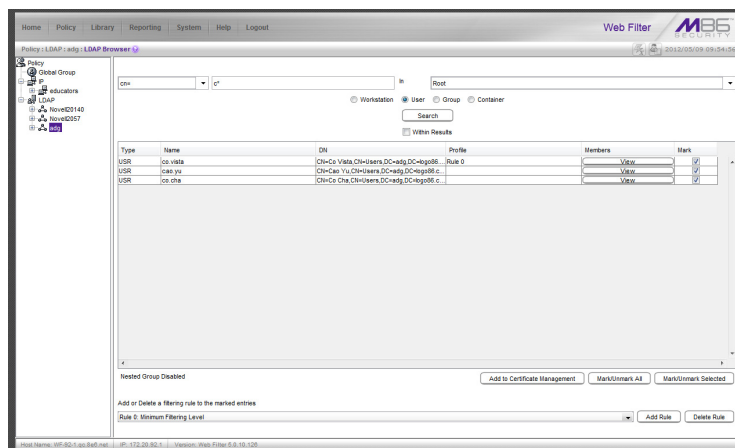 Home Policy Library Reporting System Help Logout
Web Filter
M86
SECURITY
Policy : LDAP : adg : LDAP Browser
2012/05/09 09:54:56
Policy
Global Group
IP
educators
LDAP
Novell20140
Novell2057
adg
cn= c* In Root
Workstation User Group Container
Search
Within Results
Type Name DN Profile Members Mark
USR co.vista CN=Co Vista,CN=Users,DC=adg,DC=logo86.... Rule 0 View
USR cao.yu CN=Cao Yu,CN=Users,DC=adg,DC=logo86.c... View
USR co.cha CN=Co Cha,CN=Users,DC=adg,DC=logo86.c... View
Nested Group Disabled
Add to Certificate Management Mark/Unmark All Mark/Unmark Selected
Add or Delete a filtering rule to the marked entries
Rule 0: Minimum Filtering Level Add Rule Delete Rule
Host Name: WF-92-1.qc.8e6.net IP: 172.20.92.1 Version: Web Filter 5.0.10.126